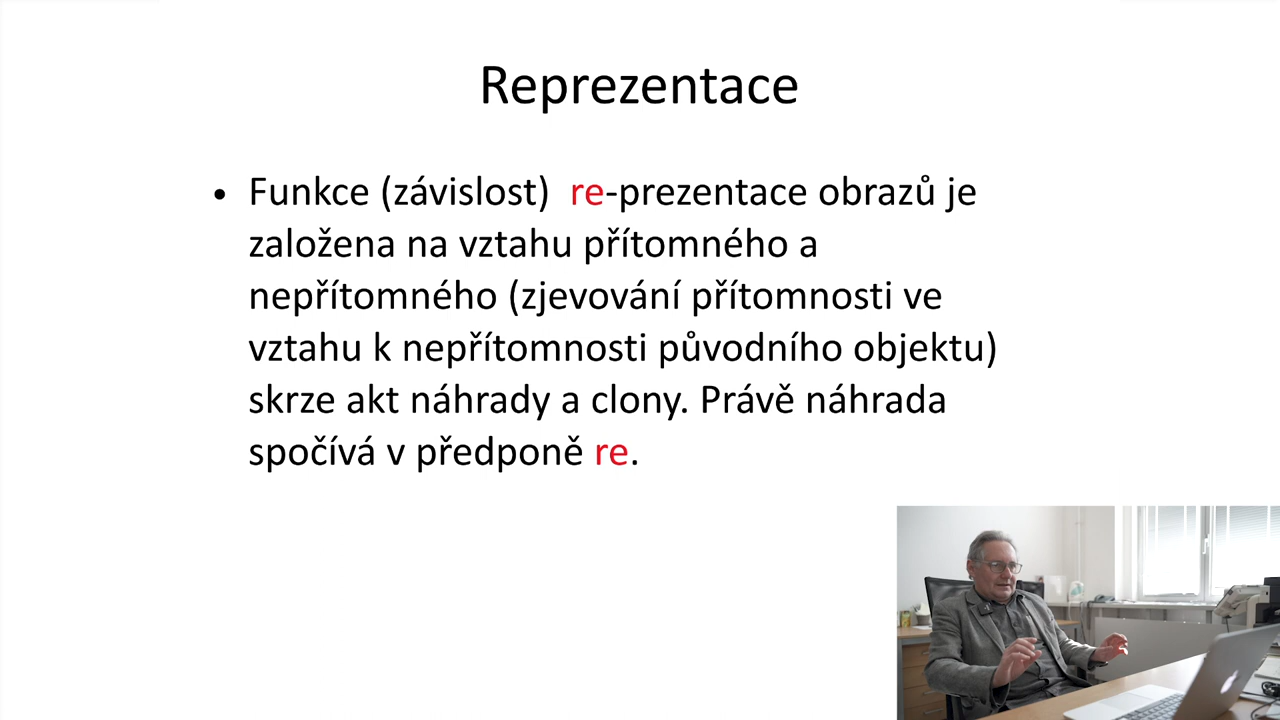 Reprezentace
• Funkce (závislost)  re-prezentace obrazů je
založena na vztahu přítomného a
nepřítomného (zjevování přítomnosti ve
vztahu k nepřítomnosti původního objektu)
skrze akt náhrady a clony. Právě náhrada
spočívá v předponě re.